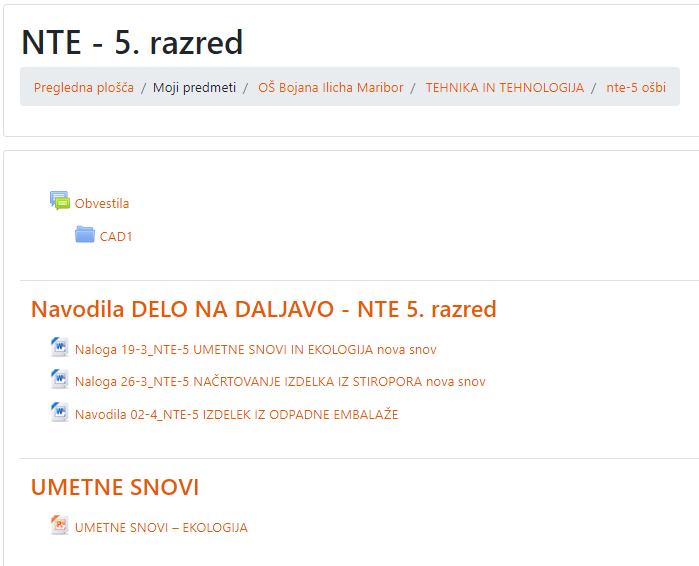 NTE - 5. razred
Pregledna plošča / Moji predmeti / OŠ Bojana Ilicha Maribor / TEHNIKA IN TEHNOLOGIJA / nte-5 ošbi
Obvestila
CAD1
Navodila DELO NA DALJAVO - NTE 5. razred
Naloga 19-3_NTE-5 UMETNE SNOVI IN EKOLOGIJA nova snov
Naloga 26-3_NTE-5 NAČRTOVANJE IZDELKA IZ STIROPORA nova snov
Navodila 02-4_NTE-5 IZDELEK IZ ODPADNE EMBALAŽE
UMETNE SNOVI
UMETNE SNOVI – EKOLOGIJA